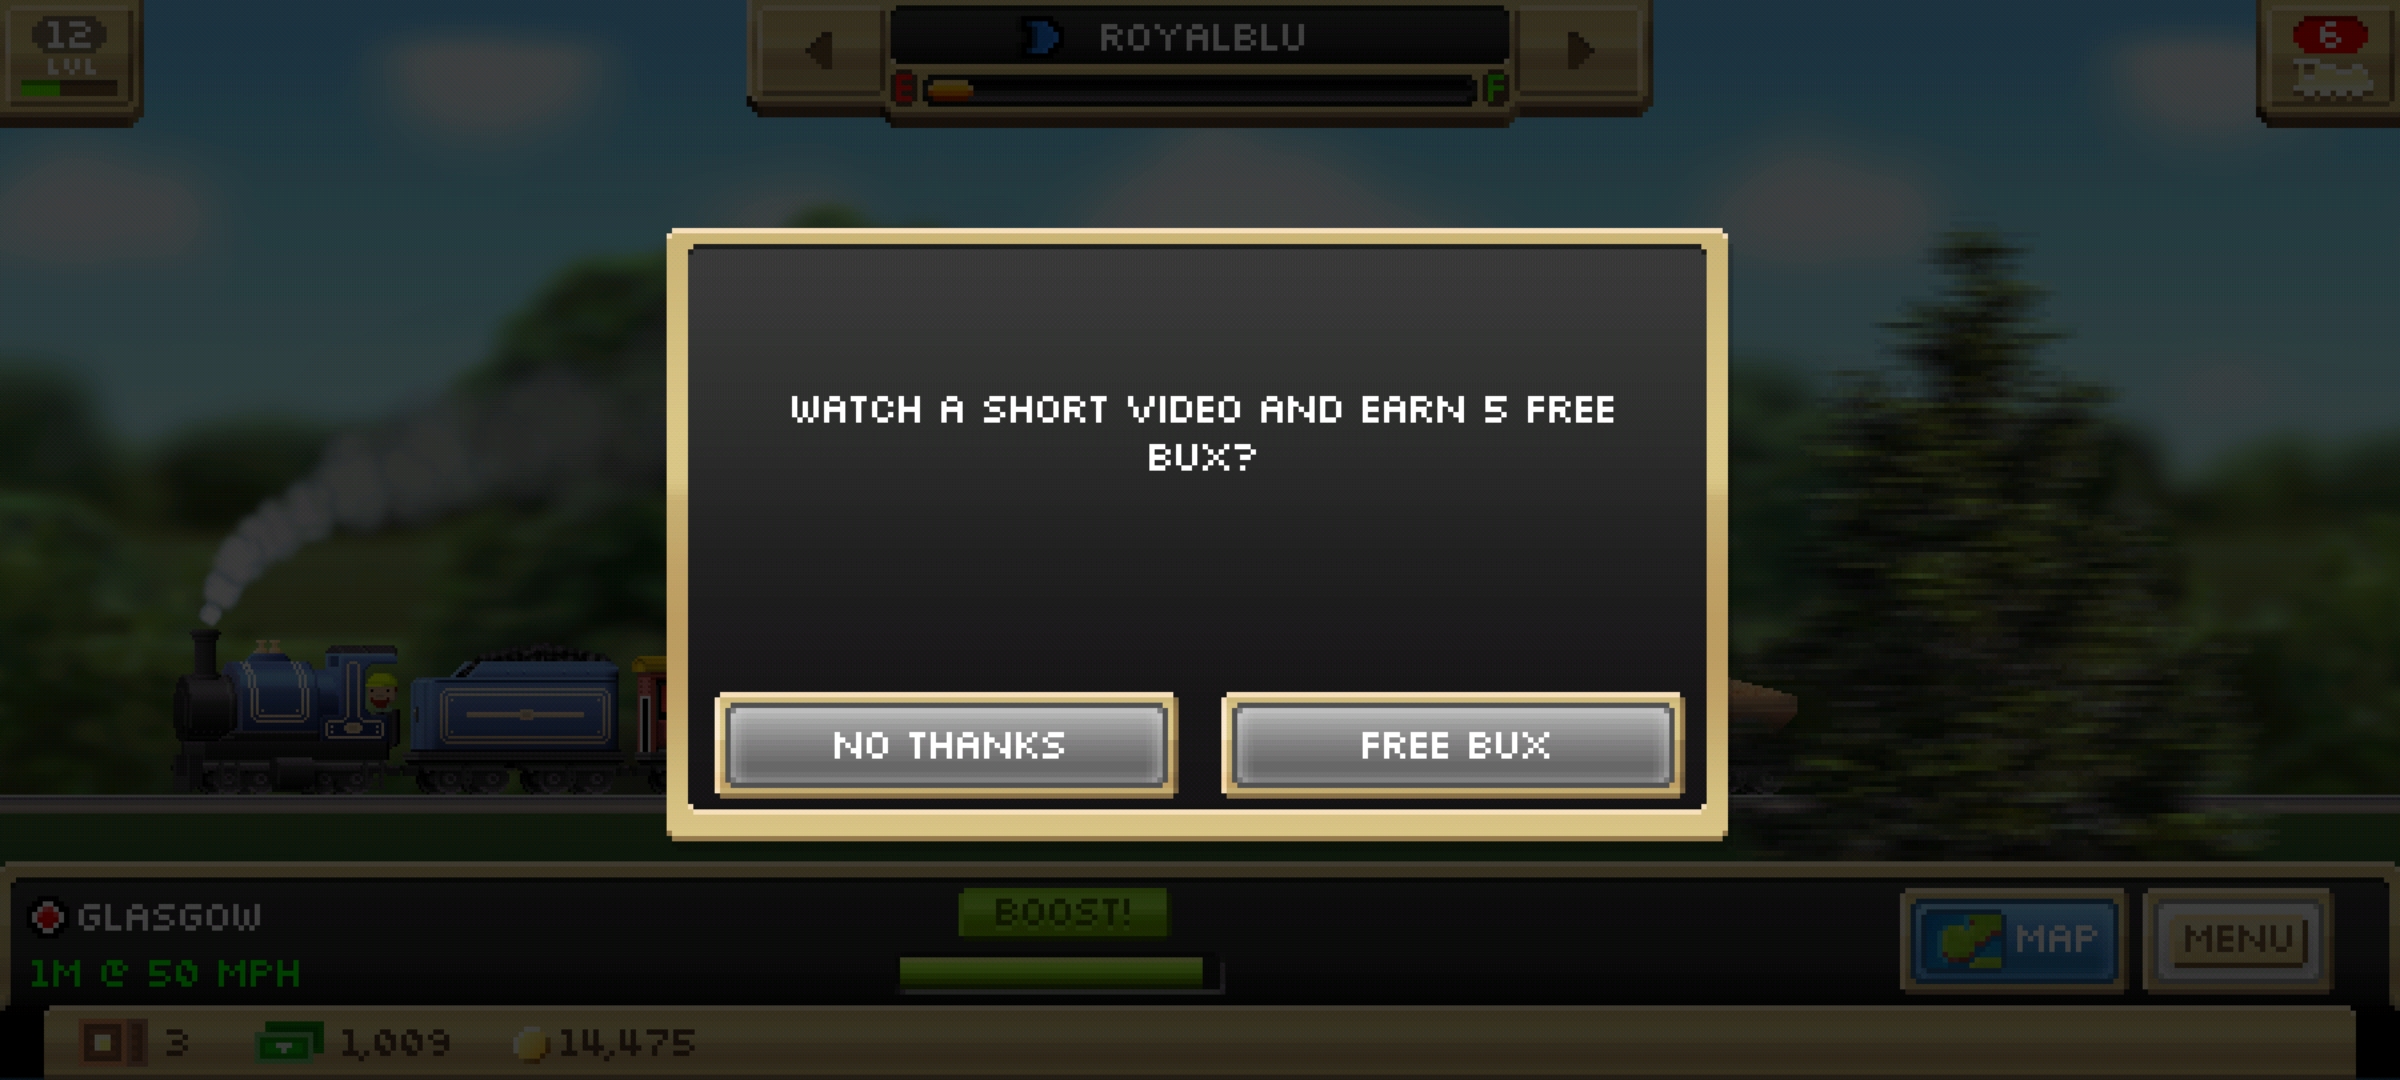 12
LVL
ROYALBLU
E F
6
WATCH A SHORT VIDEO AND EARN 5 FREE
BUX?
NO THANKS
FREE BUX
GLASGOW
1M @ 50 MPH
BOOST!
MAP
MENU
3
1,009
14,475